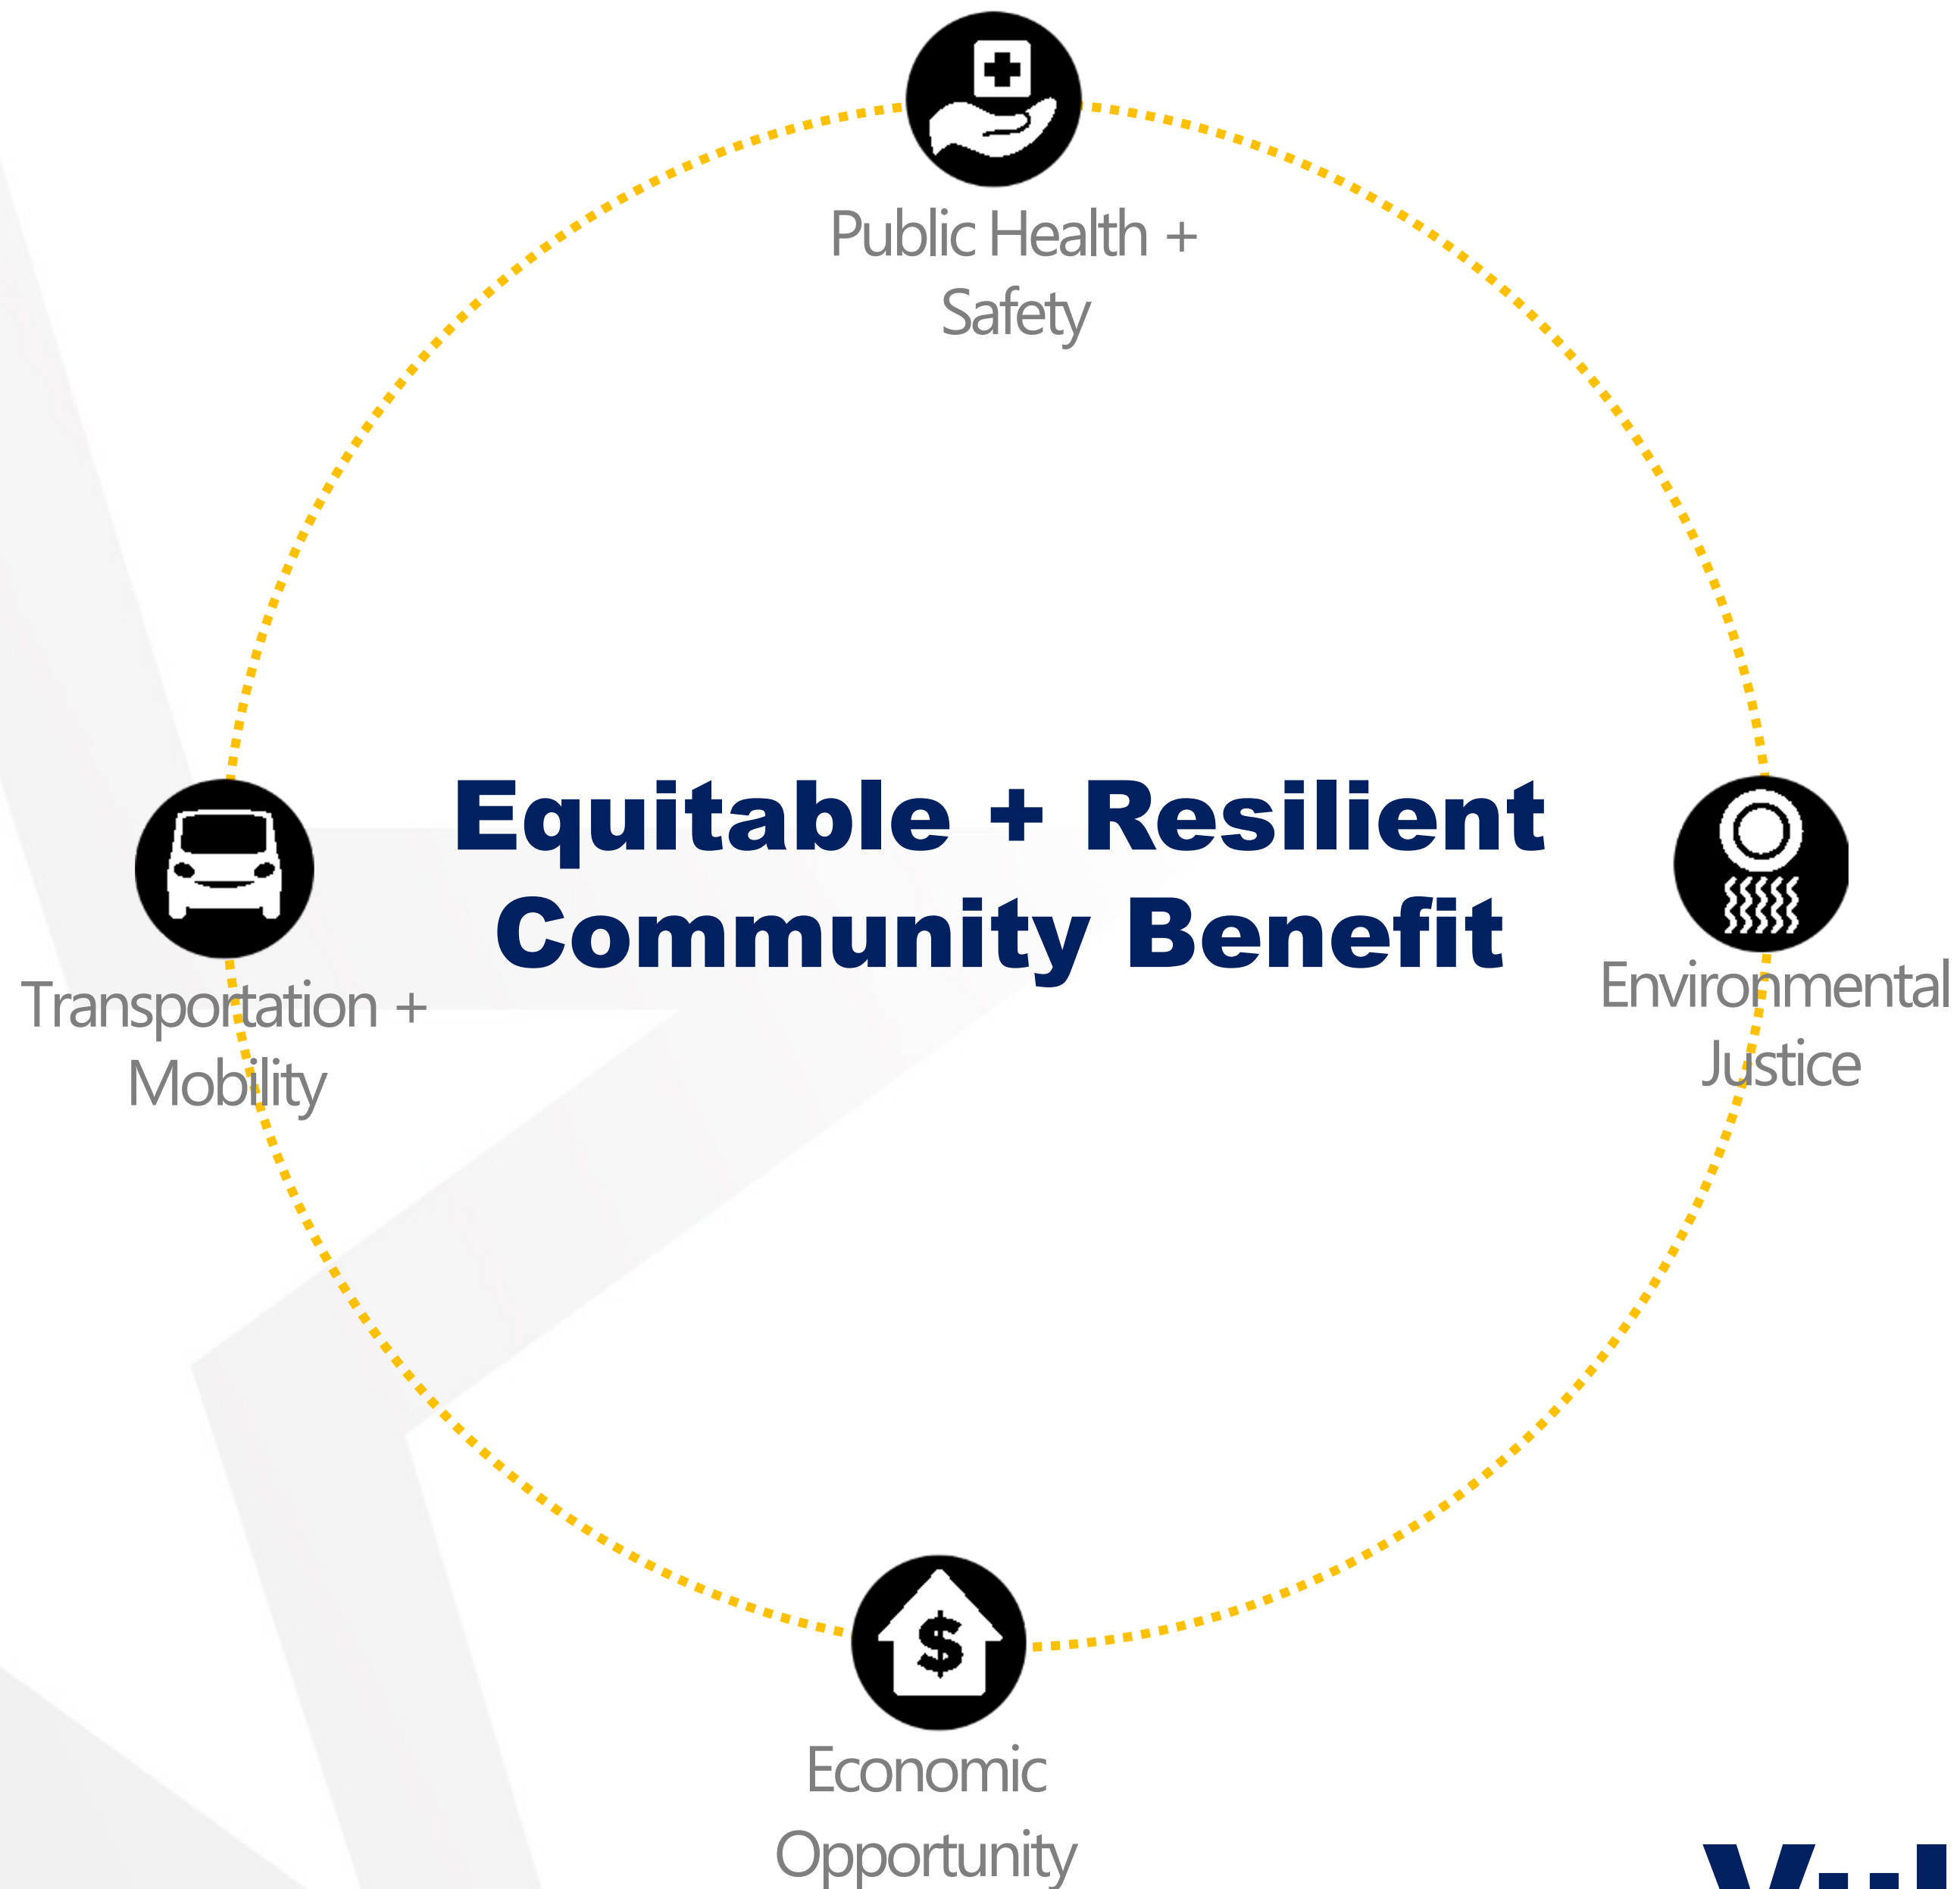 Public Health +
Safety
Equitable + Resilient
Community Benefit
Transportation +
Mobility
Environmental
Justice
$
Economic
Opportunity